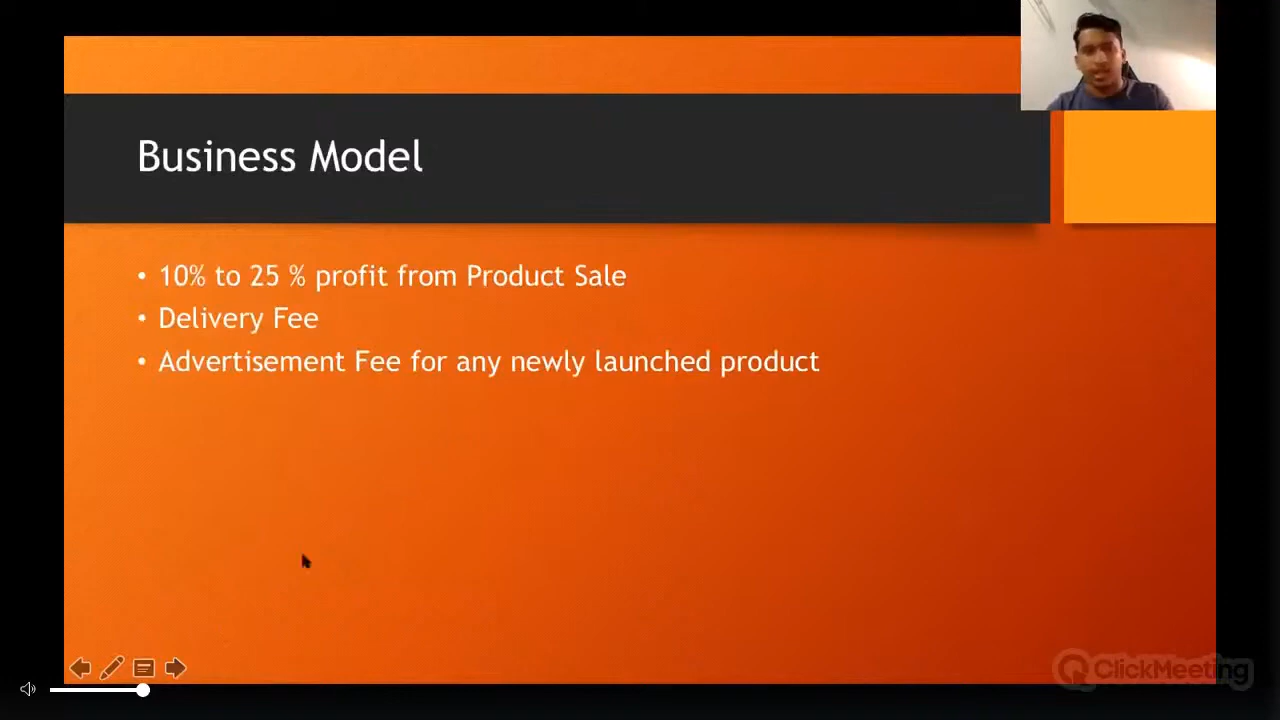 Business Model
• 10% to 25 % profit from Product Sale
• Delivery Fee
• Advertisement Fee for any newly launched product
ClickMeeting